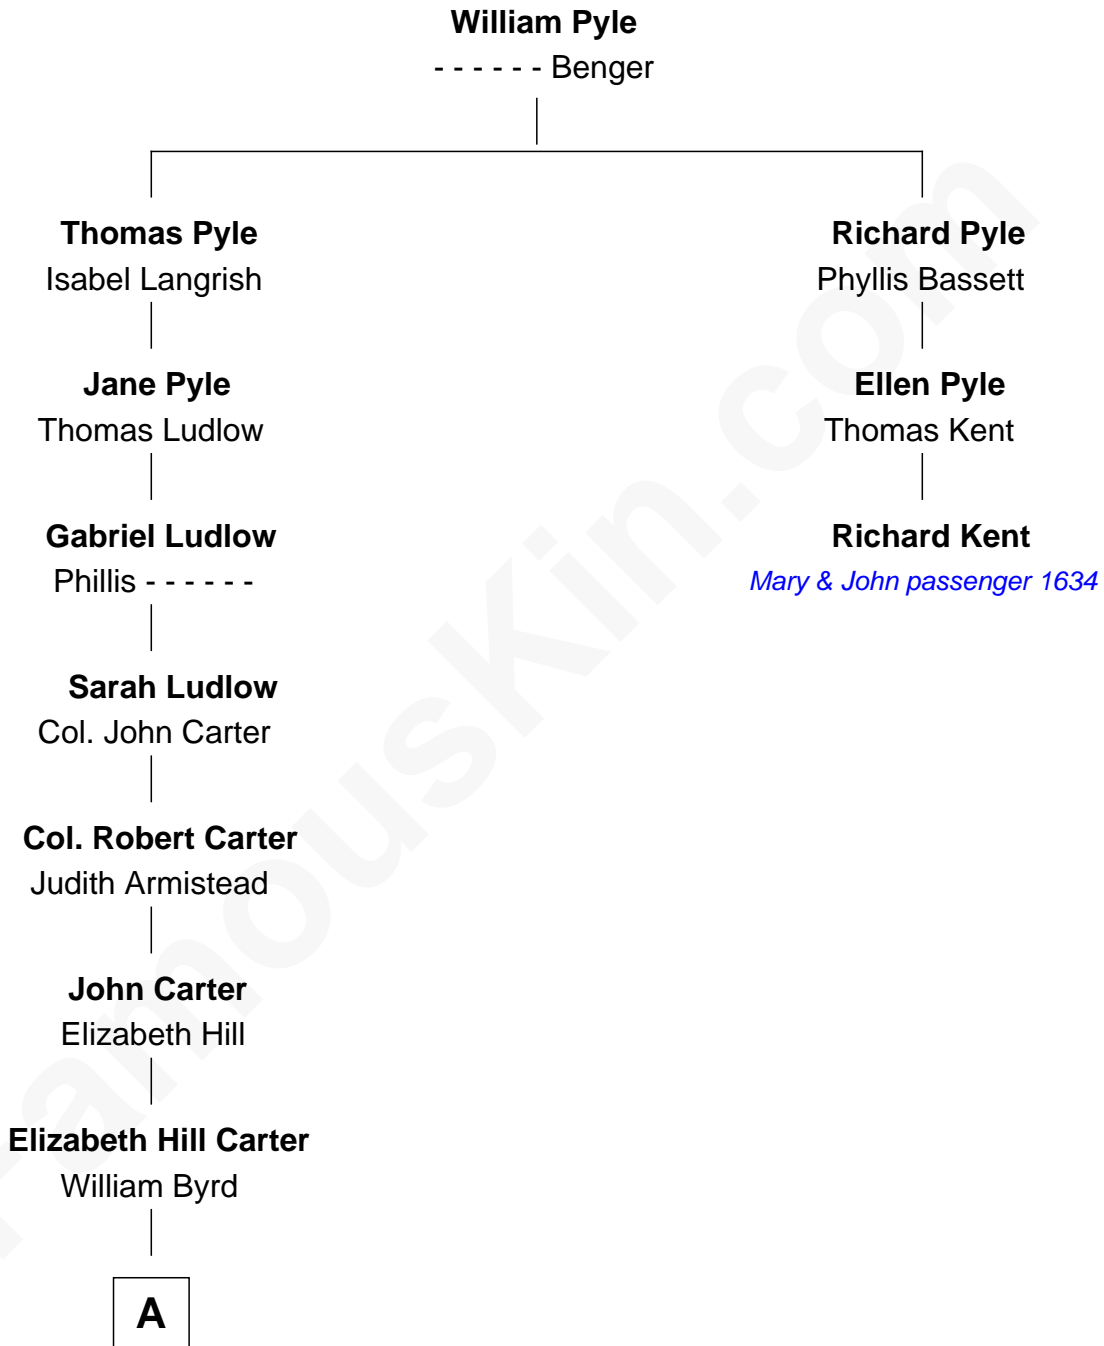 William Pyle
- - - - - - Benger
Thomas Pyle
Isabel Langrish
Richard Pyle
Phyllis Bassett
Jane Pyle
Thomas Ludlow
Ellen Pyle
Thomas Kent
Gabriel Ludlow
Phillis - - - - - -
Richard Kent
Mary & John passenger 1634
Sarah Ludlow
Col. John Carter
Col. Robert Carter
Judith Armistead
John Carter
Elizabeth Hill
Elizabeth Hill Carter
William Byrd
A
FamousKin.com